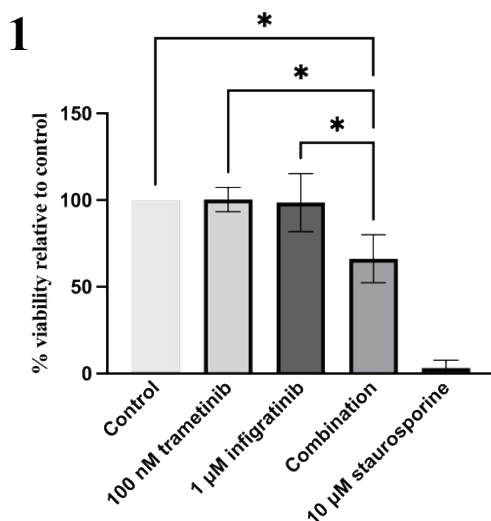 1
*
*
*
% viability relative to control
150
100
50
0
Control
100 nM trametinib
1 µM infigratinib
Combination
10 µM staurosporine